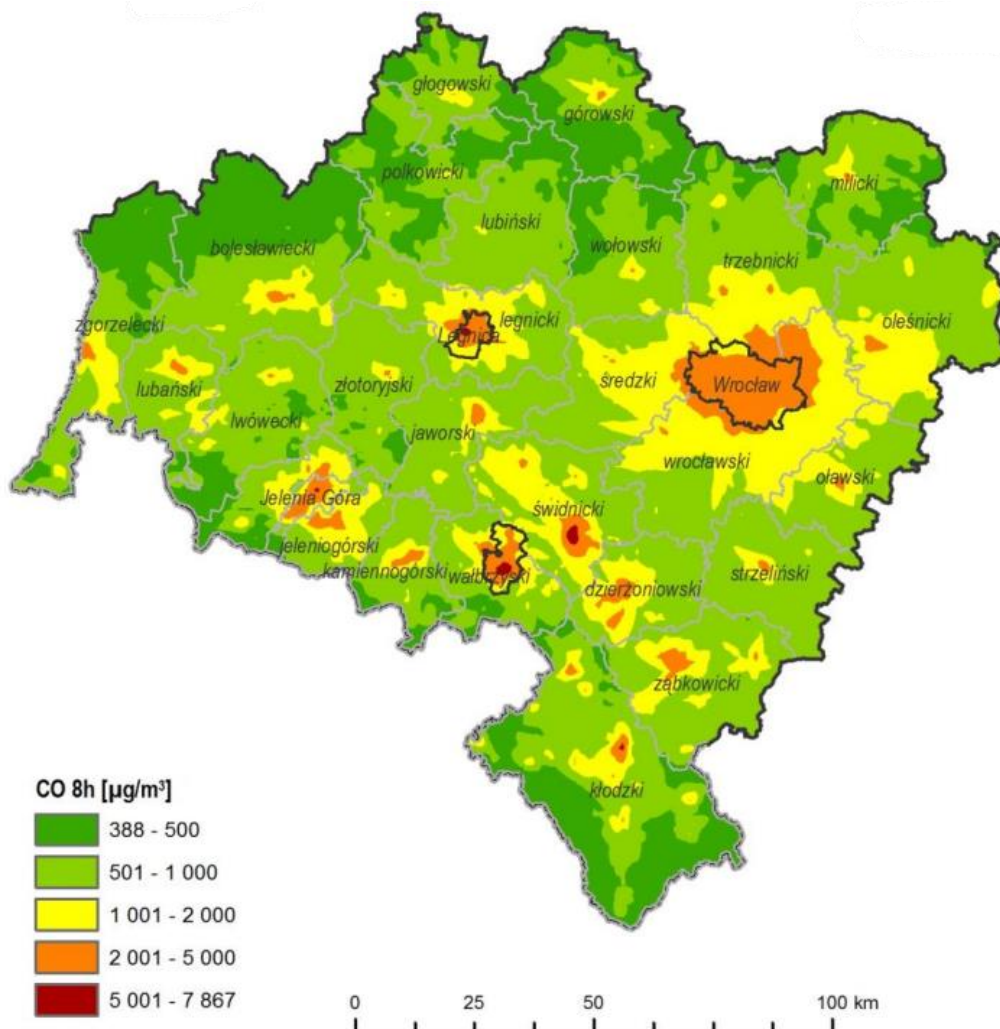 głogowski
górowski
polkowicki
milicki
lubiński
bolesławiecki
wołowski
trzebnicki
zgorzelecki
legnicki
oleśnicki
Legnica
lubański
złotoryjski
średzki
Wrocław
lwówecki
jaworski
wrocławski
oławski
Jelenia Góra
świdnicki
jeleniogórski
kamiennogórski
wałbrzyski
dzierżoniowski
strzeliński
ząbkowicki
kłodzki
CO 8h [µg/m³]
388 - 500
501 - 1 000
1 001 - 2 000
2 001 - 5 000
5 001 - 7 867
0 25 50 100 km